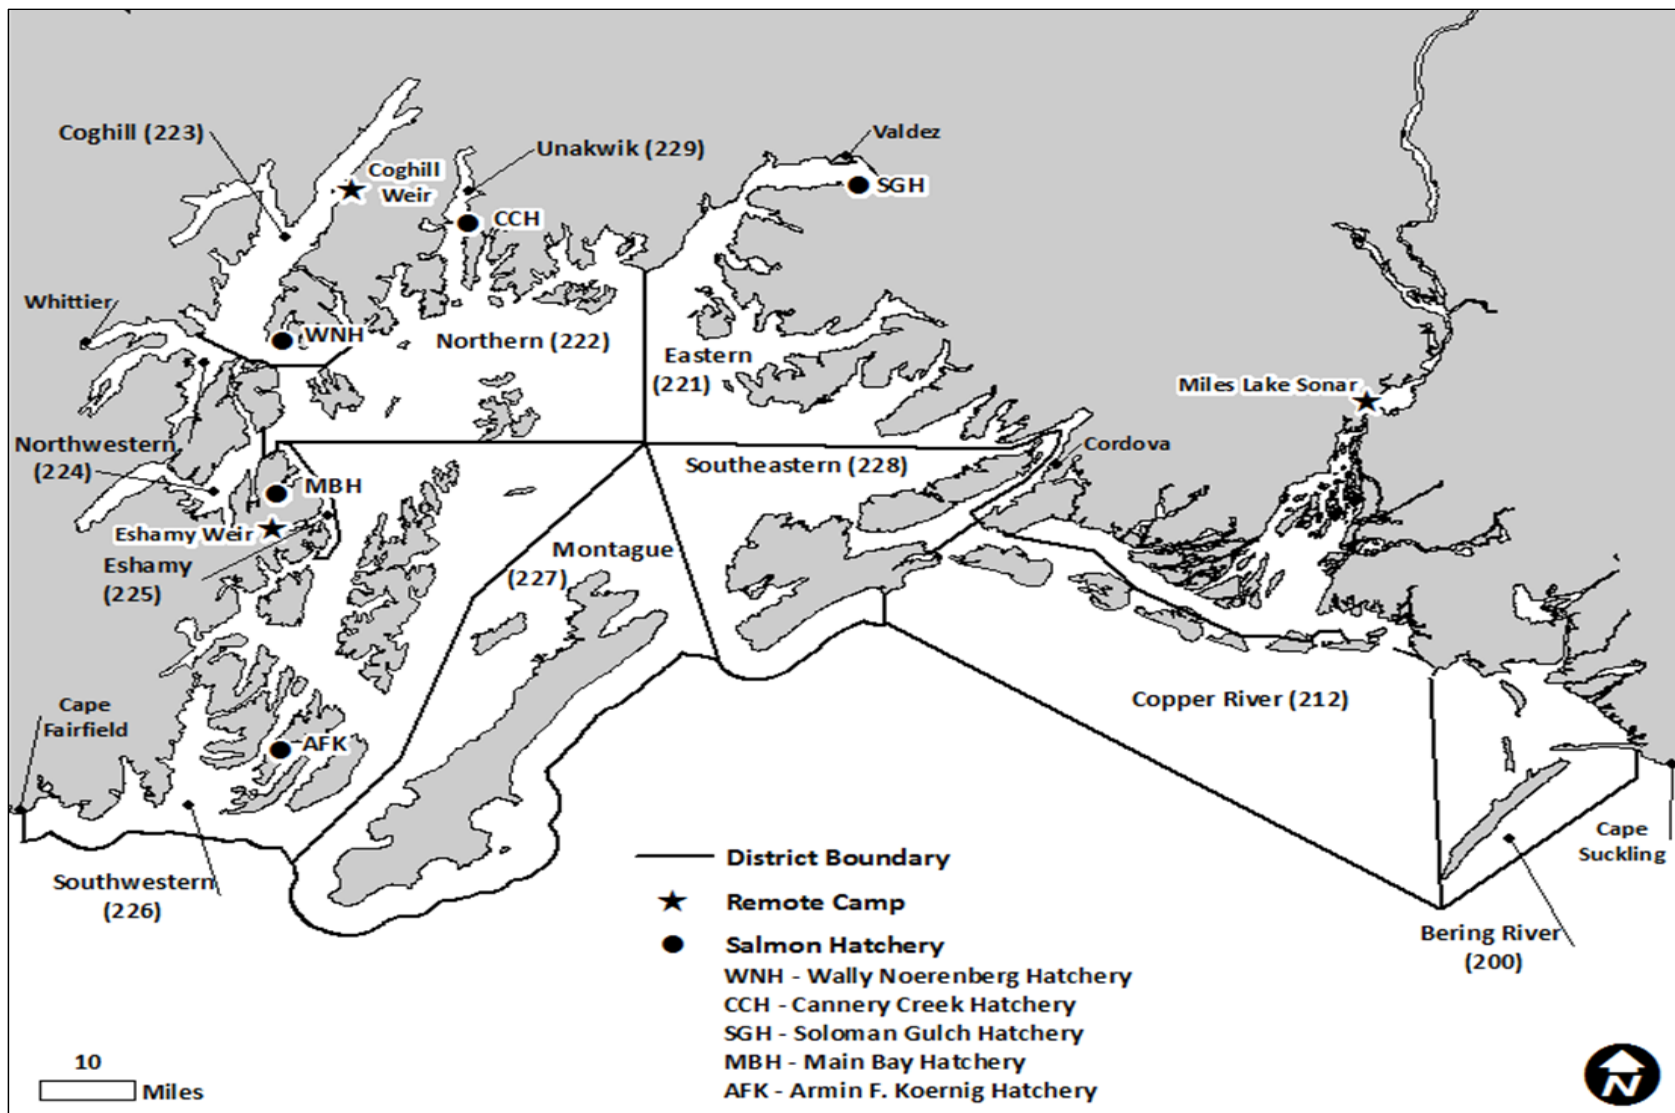 Coghill (223)
Coghill
Weir
Unakwik (229)
CCH
Valdez
SGH
Whittier
WNH
Northern (222)
Eastern
(221)
Miles Lake Sonar
Northwestern
(224)
MBH
Southeastern (228)
Cordova
Eshamy Weir
Eshamy
(225)
Montague
(227)
Cape
Fairfield
AFK
Copper River (212)
Southwestern
(226)
Cape
Suckling
Bering River
(200)
District Boundary
Remote Camp
Salmon Hatchery
WNH - Wally Noerenberg Hatchery
CCH - Cannery Creek Hatchery
SGH - Soloman Gulch Hatchery
MBH - Main Bay Hatchery
AFK - Armin F. Koernig Hatchery
10
Miles
N